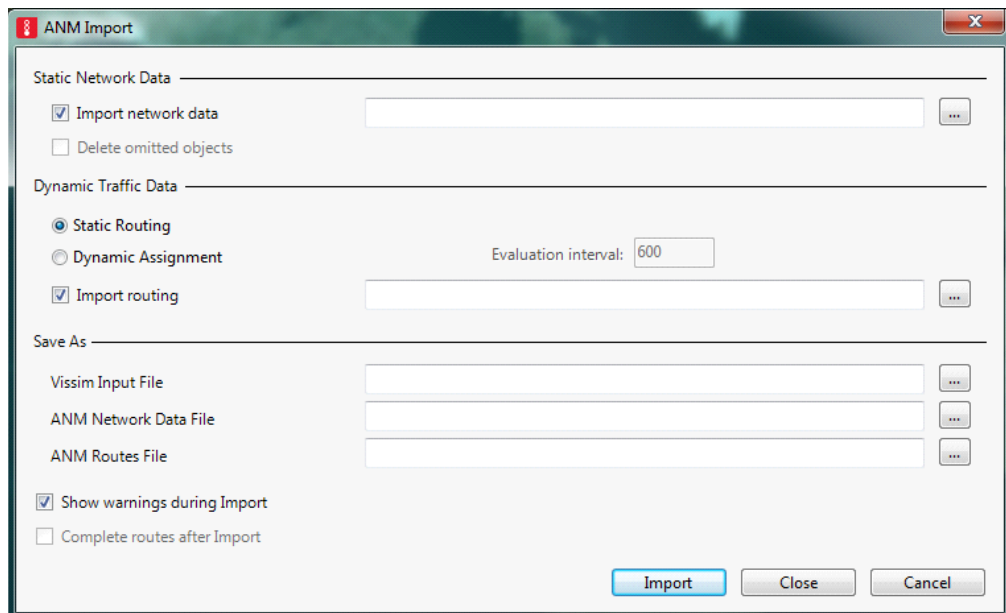 ANM Import
Static Network Data
Import network data ...
Delete omitted objects
Dynamic Traffic Data
Static Routing
Dynamic Assignment Evaluation interval: 600
Import routing ...
Save As
Vissim Input File ...
ANM Network Data File ...
ANM Routes File ...
Show warnings during Import
Complete routes after Import
Import Close Cancel